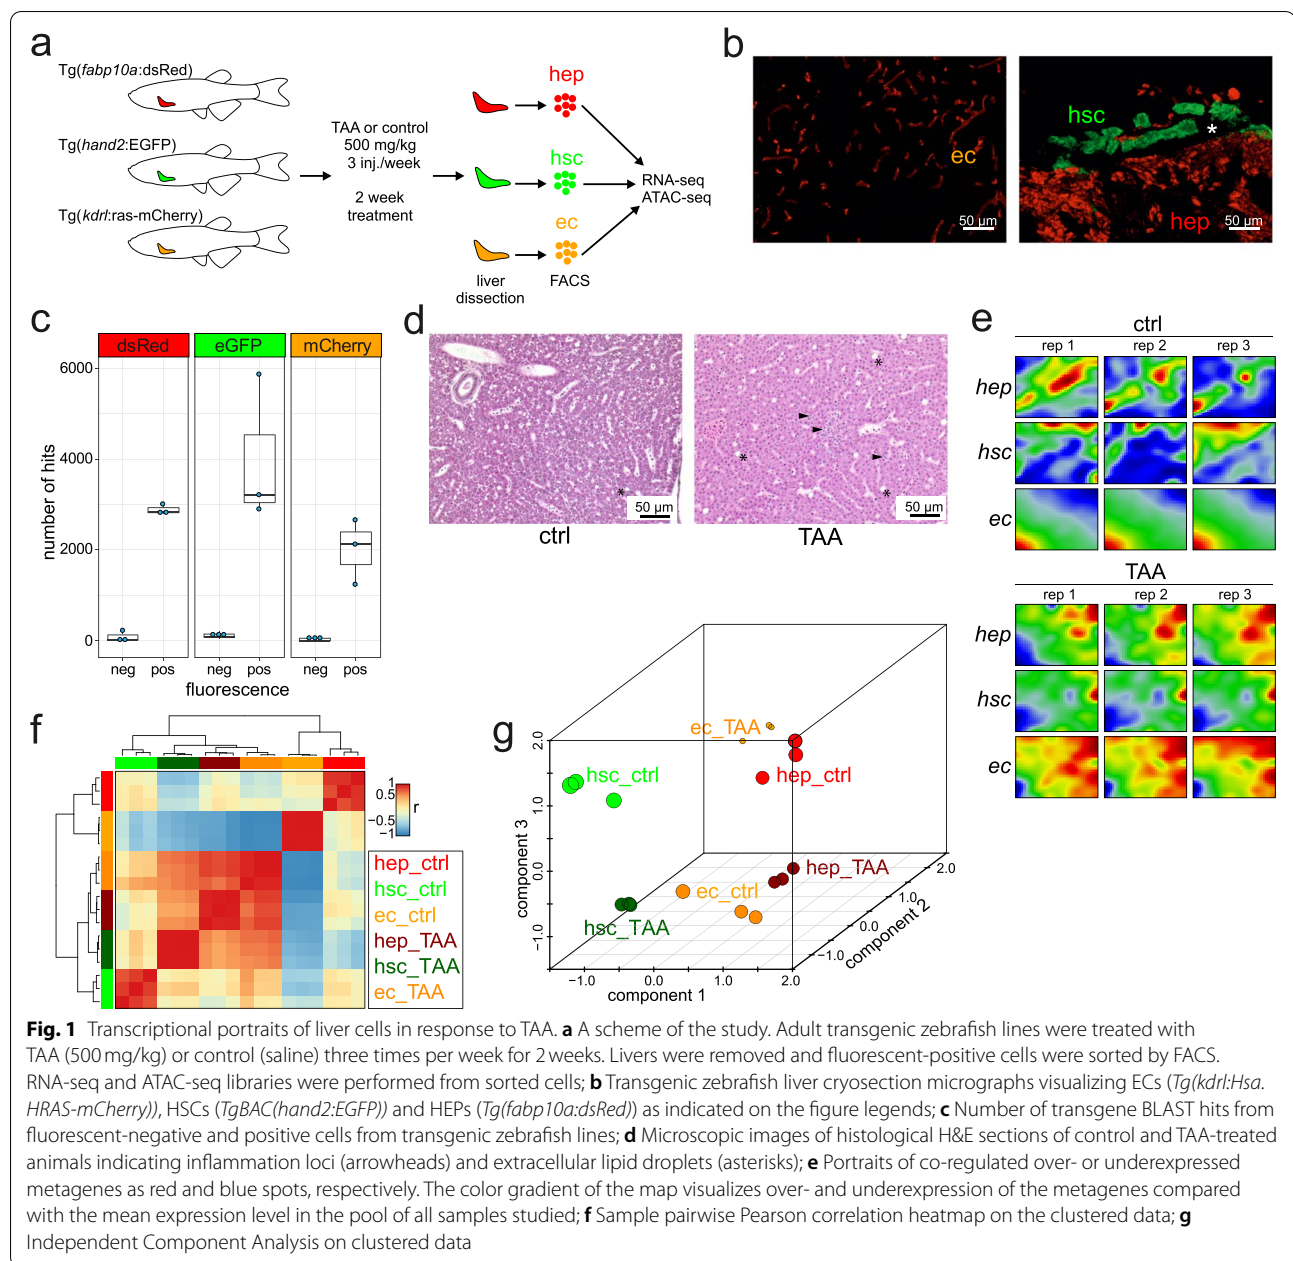 a
Tg(fabp10a:dsRed)
Tg(hand2:EGFP)
Tg(kdrl:ras-mCherry)
TAA or control
500 mg/kg
3 inj./week
2 week
treatment
hep
hsc
ec
liver
dissection
FACS
RNA-seq
ATAC-seq
b
ec
50 µm
hsc
*
hep
50 µm
c
dsRed eGFP mCherry
number of hits
6000
4000
2000
0
neg pos neg pos neg pos
fluorescence
d
*
50 µm
ctrl
*
*
*
50 µm
TAA
e
ctrl
rep 1 rep 2 rep 3
hep
hsc
ec
TAA
rep 1 rep 2 rep 3
hep
hsc
ec
f
1
0.5
−0.5
−1
r
hep_ctrl
hsc_ctrl
ec_ctrl
hep_TAA
hsc_TAA
ec_TAA
g
component 3
2.0
1.0
0.0
−1.0
−1.0 0.0 1.0 2.0
component 1
−1.0
0.0
1.0
2.0
component 2
ec_TAA
hsc_ctrl
hep_ctrl
hep_TAA
ec_ctrl
hsc_TAA
Fig. 1 Transcriptional portraits of liver cells in response to TAA. a A scheme of the study. Adult transgenic zebrafish lines were treated with
TAA (500 mg/kg) or control (saline) three times per week for 2 weeks. Livers were removed and fluorescent-positive cells were sorted by FACS.
RNA-seq and ATAC-seq libraries were performed from sorted cells; b Transgenic zebrafish liver cryosection micrographs visualizing ECs (Tg(kdrl:Hsa.
HRAS-mCherry)), HSCs (TgBAC(hand2:EGFP)) and HEPs (Tg(fabp10a:dsRed)) as indicated on the figure legends; c Number of transgene BLAST hits from
fluorescent-negative and positive cells from transgenic zebrafish lines; d Microscopic images of histological H&E sections of control and TAA-treated
animals indicating inflammation loci (arrowheads) and extracellular lipid droplets (asterisks); e Portraits of co-regulated over- or underexpressed
metagenes as red and blue spots, respectively. The color gradient of the map visualizes over- and underexpression of the metagenes compared
with the mean expression level in the pool of all samples studied; f Sample pairwise Pearson correlation heatmap on the clustered data; g
Independent Component Analysis on clustered data